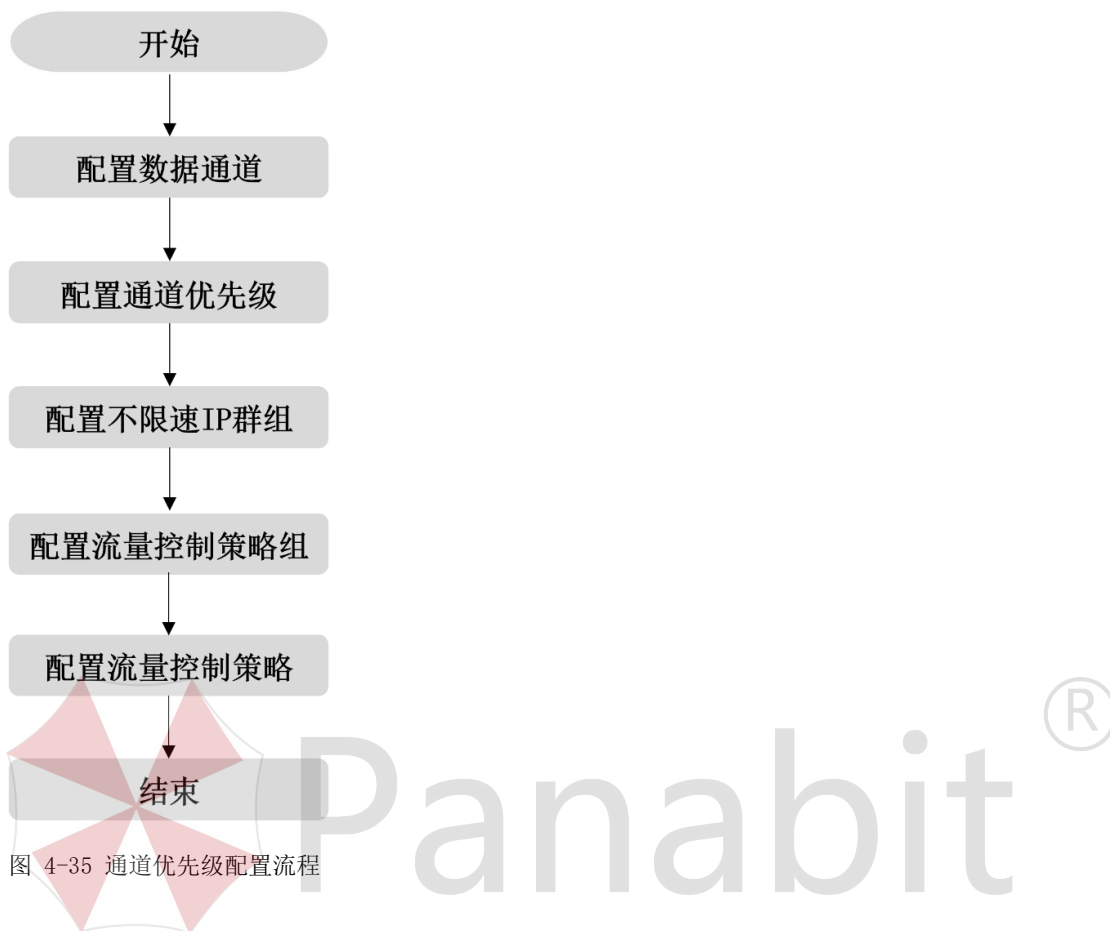 开始
配置数据通道
配置通道优先级
配置不限速IP群组
配置流量控制策略组
配置流量控制策略
结束
图 4-35 通道优先级配置流程
Panabit ®